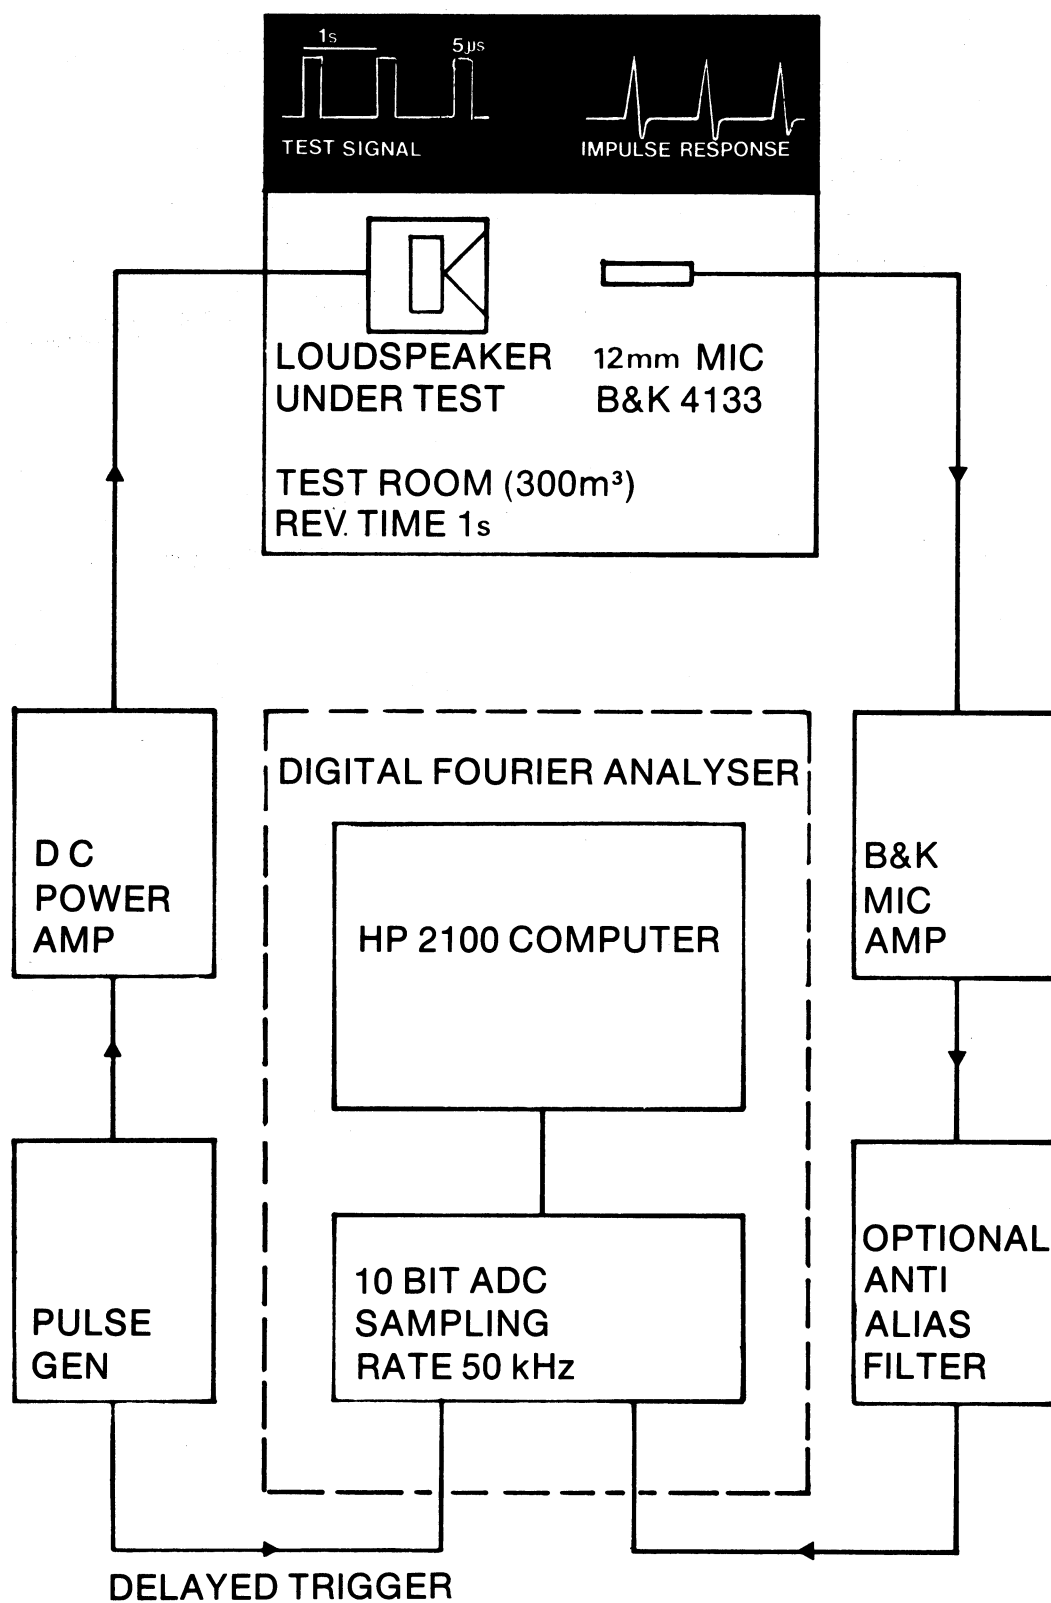 1s
5µs
TEST SIGNAL
IMPULSE RESPONSE
LOUDSPEAKER
UNDER TEST
12mm MIC
B&K 4133
TEST ROOM (300m³)
REV. TIME 1s
DC
POWER
AMP
DIGITAL FOURIER ANALYSER
HP 2100 COMPUTER
B&K
MIC
AMP
PULSE
GEN
10 BIT ADC
SAMPLING
RATE 50 kHz
OPTIONAL
ANTI
ALIAS
FILTER
DELAYED TRIGGER